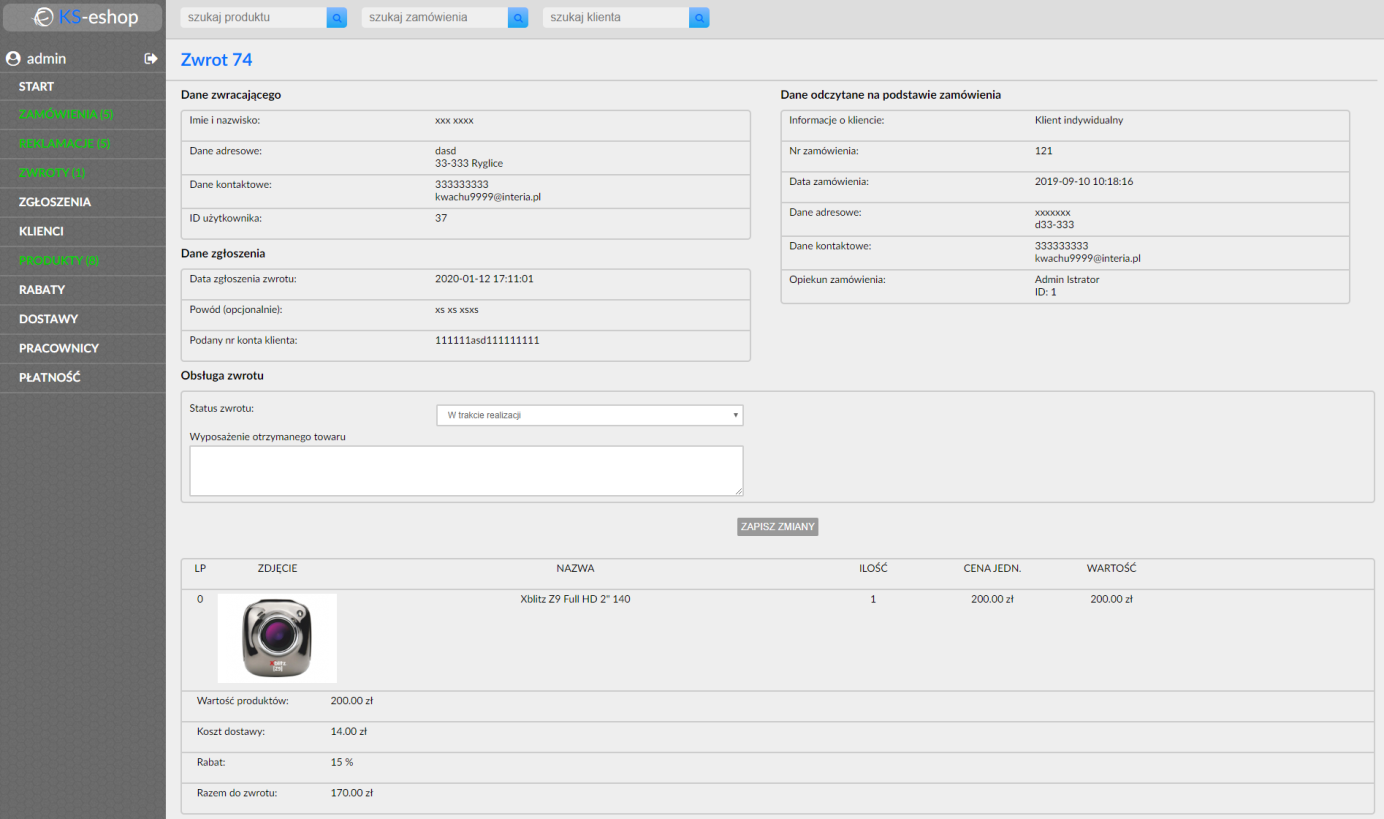 KS-eshop
szukaj produktu
szukaj zamówienia
szukaj klienta
admin
START
ZAMÓWIENIA (5)
REKLAMACJE (5)
ZWROTY (1)
ZGŁOSZENIA
KLIENCI
PRODUKTY (8)
RABATY
DOSTAWY
PRACOWNICY
PŁATNOŚĆ
Zwrot 74
Dane zwracającego
Imie i nazwisko: xxx xxxx
Dane adresowe: dasd
33-333 Ryglice
Dane kontaktowe: 333333333
kwachu9999@interia.pl
ID użytkownika: 37
Dane zgłoszenia
Data zgłoszenia zwrotu: 2020-01-12 17:11:01
Powód (opcjonalnie): xs xs xsxs
Podany nr konta klienta: 111111asd111111111
Dane odczytane na podstawie zamówienia
Informacje o kliencie: Klient indywidualny
Nr zamówienia: 121
Data zamówienia: 2019-09-10 10:18:16
Dane adresowe: xxxxxxx
d33-333
Dane kontaktowe: 333333333
kwachu9999@interia.pl
Opiekun zamówienia: Admin Istrator
ID: 1
Obsługa zwrotu
Status zwrotu: W trakcie realizacji
Wyposażenie otrzymanego towaru
ZAPISZ ZMIANY
LP ZDJĘCIE NAZWA ILOŚĆ CENA JEDN. WARTOŚĆ
0 Xblitz Z9 Full HD 2" 140 1 200.00 zł 200.00 zł
Wartość produktów: 200.00 zł
Koszt dostawy: 14.00 zł
Rabat: 15 %
Razem do zwrotu: 170.00 zł